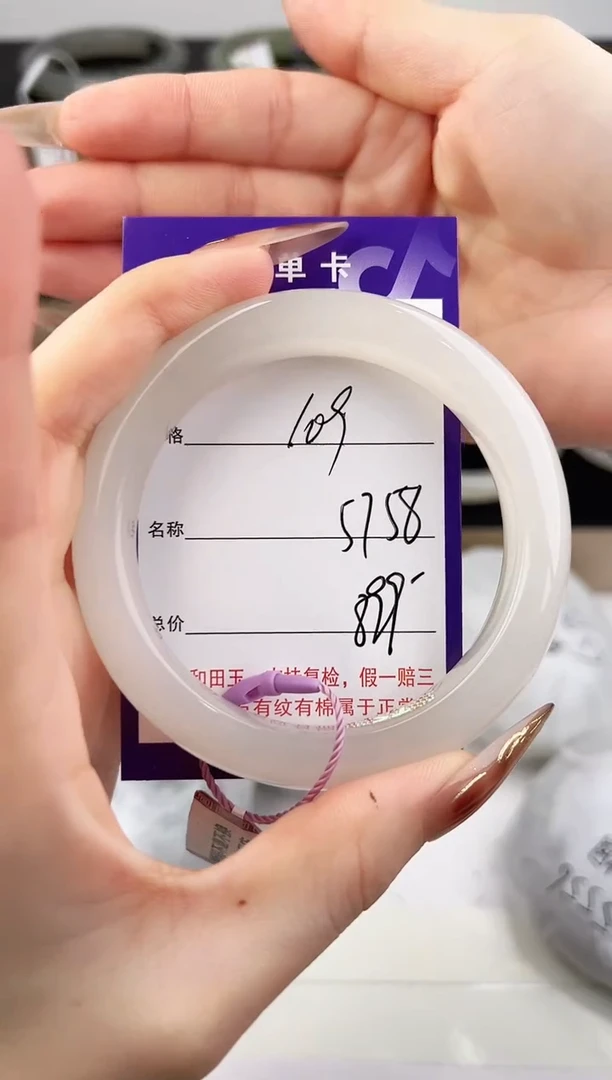 单卡
格 109
名称 5758
总价 899-
和田玉 支持复检，假一赔三
有纹有棉属于正常